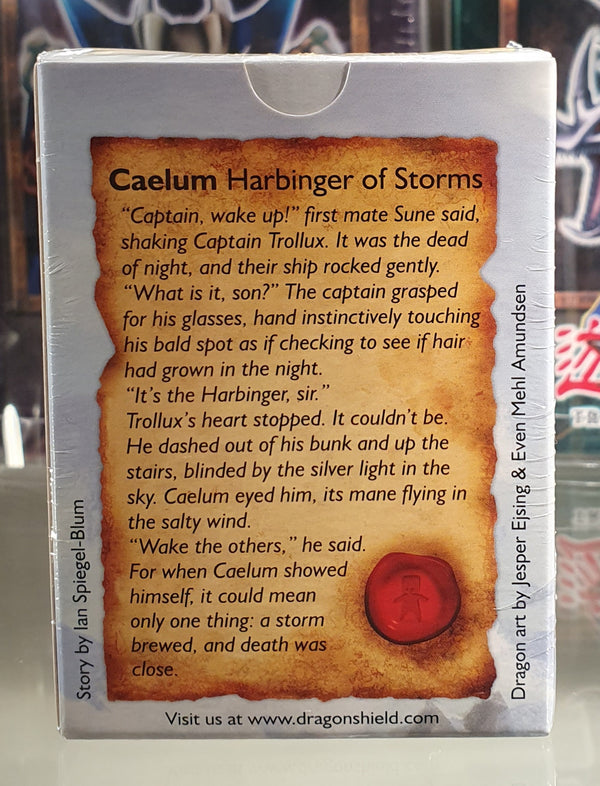 Caelum Harbinger of Storms
"Captain, wake up!" first mate Sune said,
shaking Captain Trollux. It was the dead
of night, and their ship rocked gently.
"What is it, son?" The captain grasped
for his glasses, hand instinctively touching
his bald spot as if checking to see if hair
had grown in the night.
"It's the Harbinger, sir."
Trollux's heart stopped. It couldn't be.
He dashed out of his bunk and up the
stairs, blinded by the silver light in the
sky. Caelum eyed him, its mane flying in
the salty wind.
"Wake the others," he said.
For when Caelum showed
himself, it could mean
only one thing: a storm
brewed, and death was
close.
Story by Ian Spiegel-Blum
Dragon art by Jesper Ejsing & Even Mehl Amundsen
Visit us at www.dragonshield.com